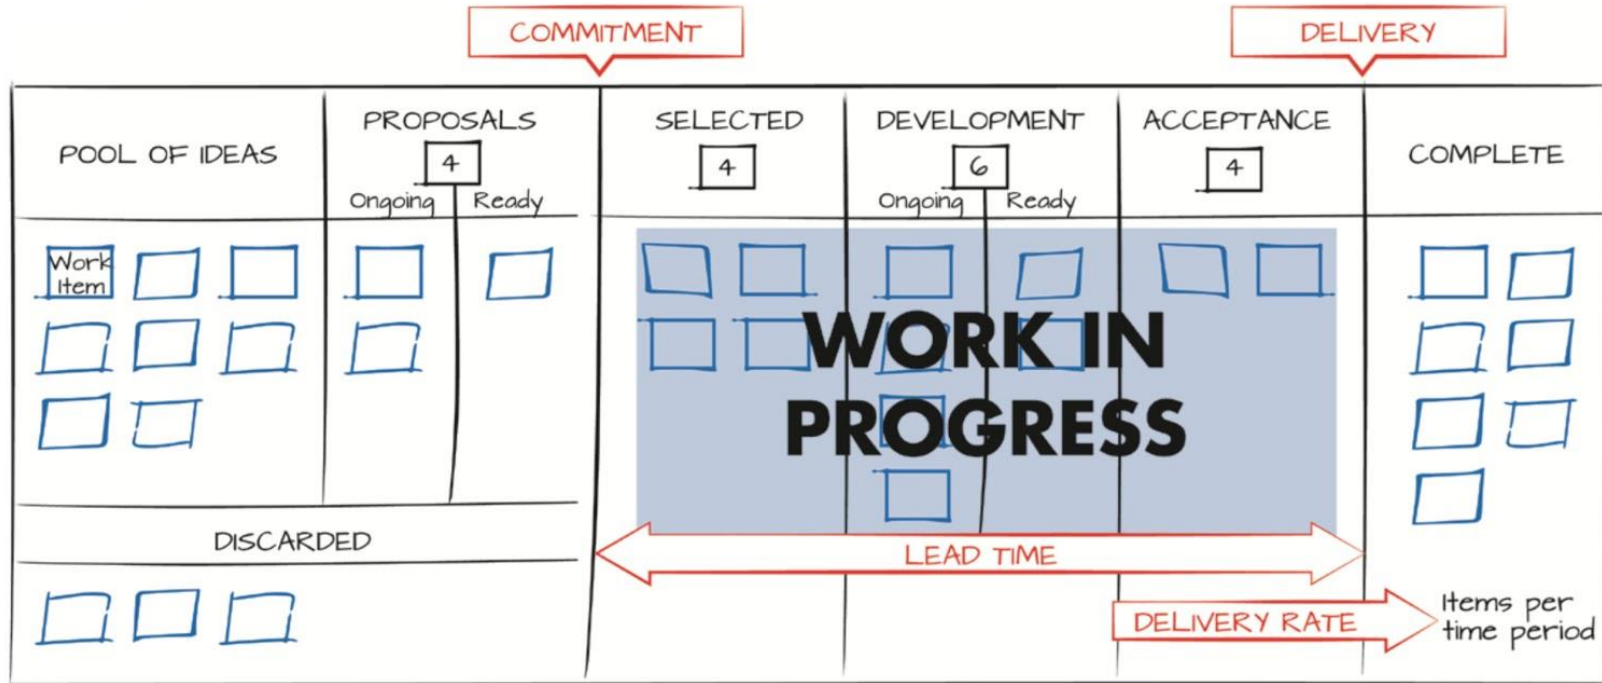 COMMITMENT
DELIVERY
POOL OF IDEAS
PROPOSALS
4
Ongoing
Ready
SELECTED
4
DEVELOPMENT
6
Ongoing
Ready
ACCEPTANCE
4
COMPLETE
Work
Item
WORK IN
PROGRESS
DISCARDED
LEAD TIME
DELIVERY RATE
Items per
time period